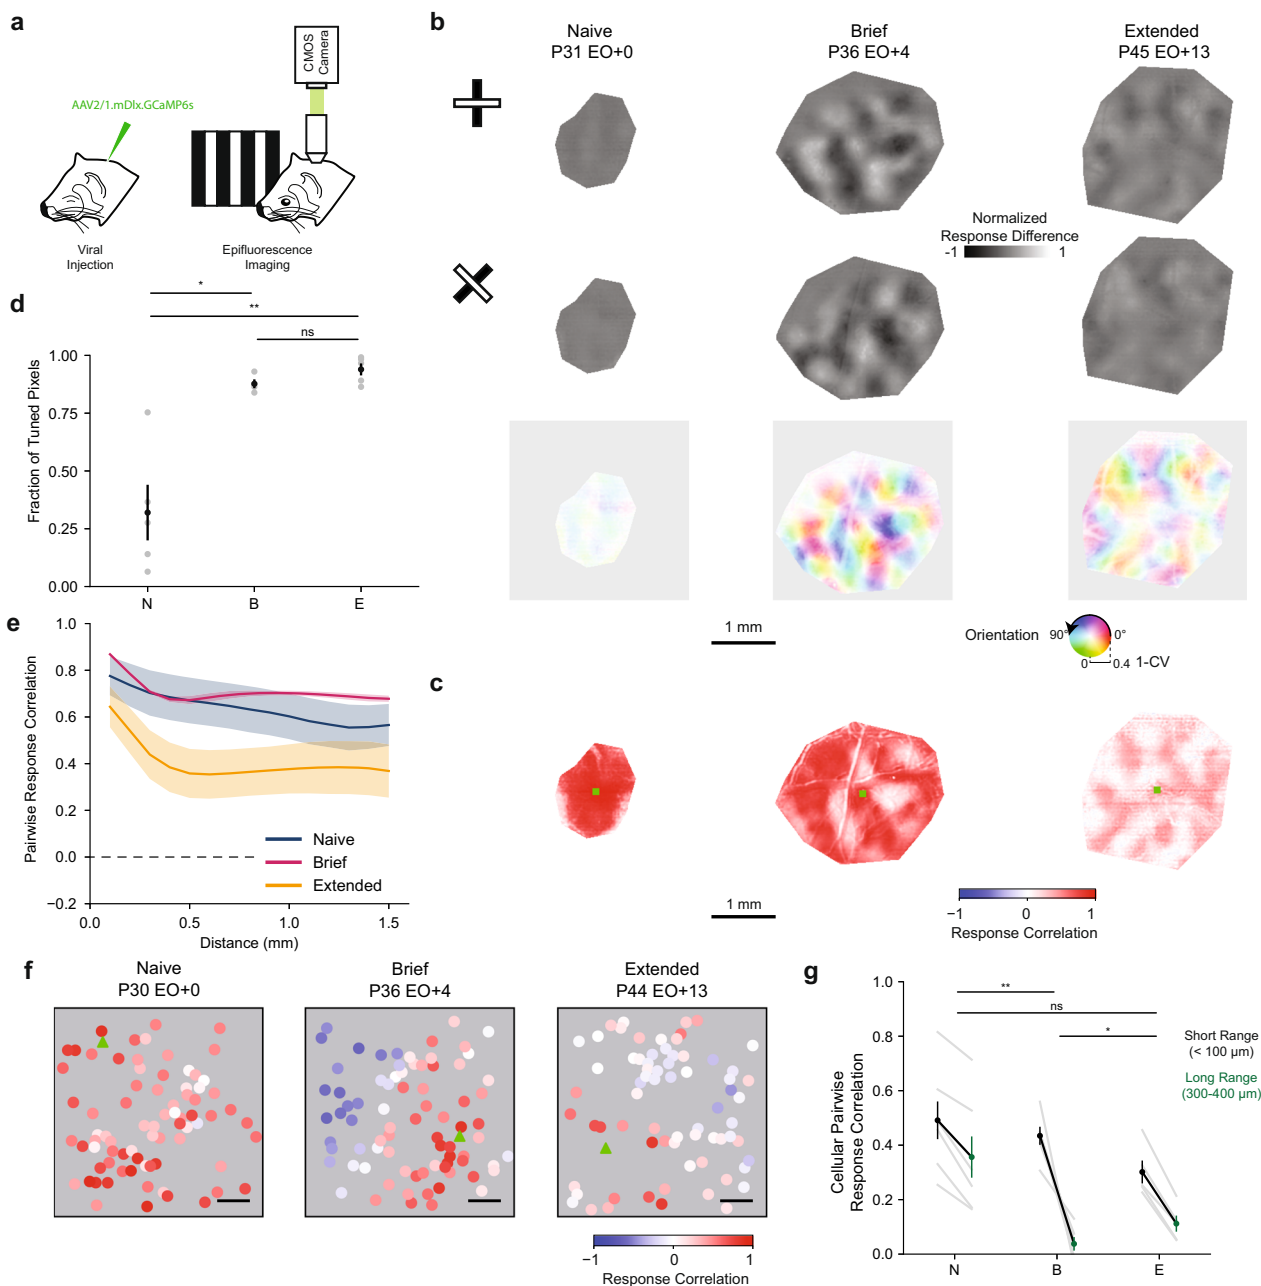 a
AAV2/1.mDlx.GCaMP6s
CMOS
Camera
Viral
Injection
Epifluorescence
Imaging
b
Naive
P31 EO+0
Brief
P36 EO+4
Extended
P45 EO+13
Normalized
Response Difference
-1 1
Orientation 90° 0°
0 0.4 1-CV
1 mm
c
1 mm
−1 0 1
Response Correlation
d
*
**
ns
Fraction of Tuned Pixels
1.00
0.75
0.50
0.25
0.00
N B E
e
Pairwise Response Correlation
1.0
0.8
0.6
0.4
0.2
0.0
−0.2
Naive
Brief
Extended
0.0 0.5 1.0 1.5
Distance (mm)
f
Naive
P30 EO+0
Brief
P36 EO+4
Extended
P44 EO+13
−1 0 1
Response Correlation
g
Cellular Pairwise
Response Correlation
1.0
0.8
0.6
0.4
0.2
0.0
**
ns
*
Short Range
(< 100 µm)
Long Range
(300-400 µm)
N B E